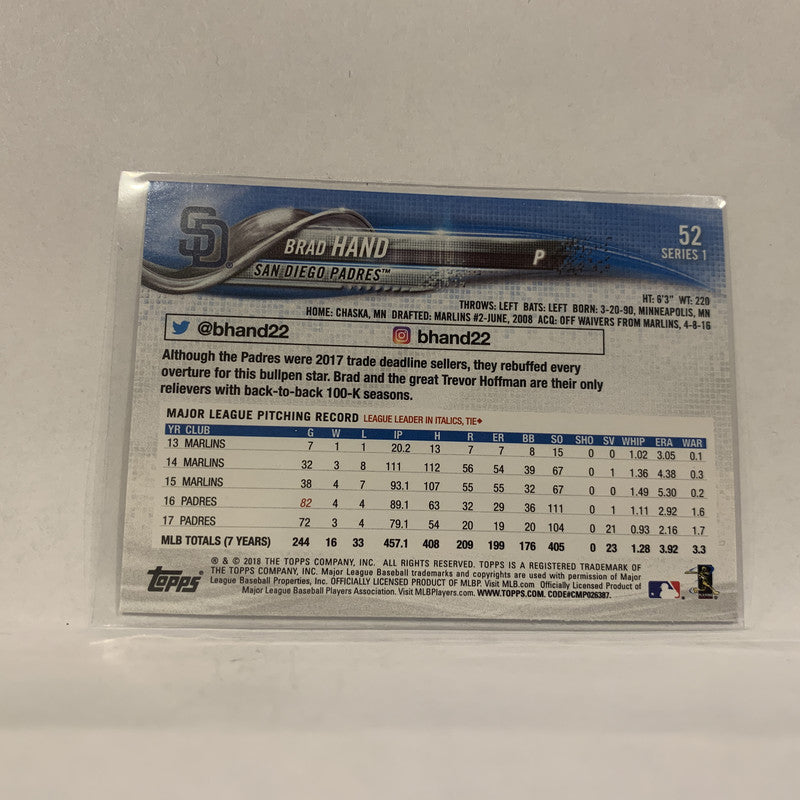 SD
BRAD HAND
P
SAN DIEGO PADRES™
52
SERIES 1
HT: 6'3" WT: 220
THROWS: LEFT BATS: LEFT BORN: 3-20-90, MINNEAPOLIS, MN
HOME: CHASKA, MN DRAFTED: MARLINS #2-JUNE, 2008 ACQ: OFF WAIVERS FROM MARLINS, 4-8-16
@bhand22 bhand22
Although the Padres were 2017 trade deadline sellers, they rebuffed every
overture for this bullpen star. Brad and the great Trevor Hoffman are their only
relievers with back-to-back 100-K seasons.
MAJOR LEAGUE PITCHING RECORD LEAGUE LEADER IN ITALICS, TIE♦
YR CLUB G W L IP H R ER BB SO SHO SV WHIP ERA WAR
13 MARLINS 7 1 1 20.2 13 7 7 8 15 0 0 1.02 3.05 0.1
14 MARLINS 32 3 8 111 112 56 54 39 67 0 1 1.36 4.38 0.3
15 MARLINS 38 4 7 93.1 107 55 55 32 67 0 0 1.49 5.30 0.2
16 PADRES 82 4 4 89.1 63 32 29 36 111 0 1 1.11 2.92 1.6
17 PADRES 72 3 4 79.1 54 20 19 20 104 0 21 0.93 2.16 1.7
MLB TOTALS (7 YEARS) 244 16 33 457.1 408 209 199 176 405 0 23 1.28 3.92 3.3
® & © 2018 THE TOPPS COMPANY, INC. ALL RIGHTS RESERVED. TOPPS IS A REGISTERED TRADEMARK OF
THE TOPPS COMPANY, INC. Major League Baseball trademarks and copyrights are used with permission of Major
League Baseball Properties, Inc. OFFICIALLY LICENSED PRODUCT OF MLBP. Visit MLB.com Officially Licensed Product of
Major League Baseball Players Association. Visit MLBPlayers.com. WWW.TOPPS.COM. CODE#CMP026387.
Topps